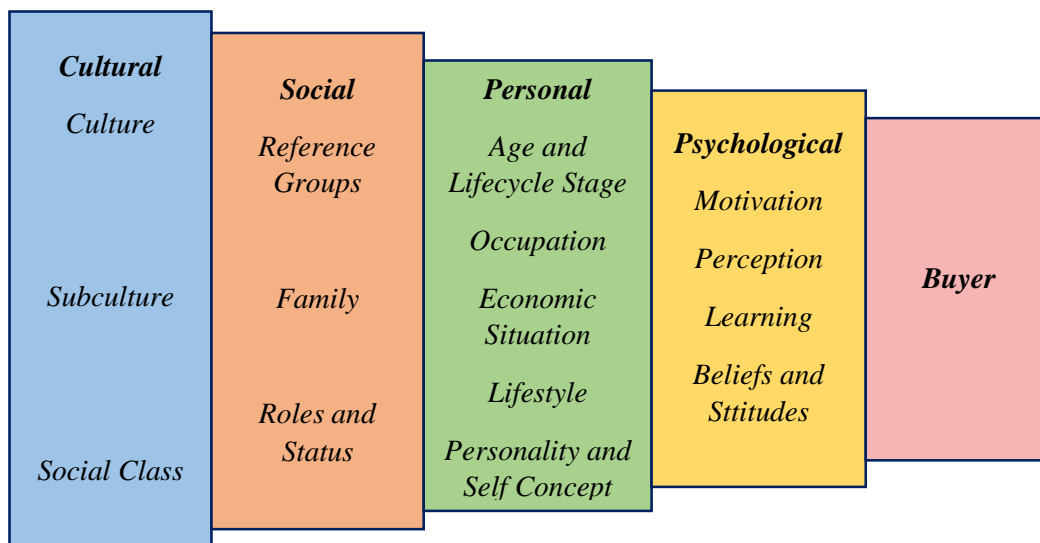 Cultural
Culture
Subculture
Social Class
Social
Reference
Groups
Family
Roles and
Status
Personal
Age and
Lifecycle Stage
Occupation
Economic
Situation
Lifestyle
Personality and
Self Concept
Psychological
Motivation
Perception
Learning
Beliefs and
Sttitudes
Buyer